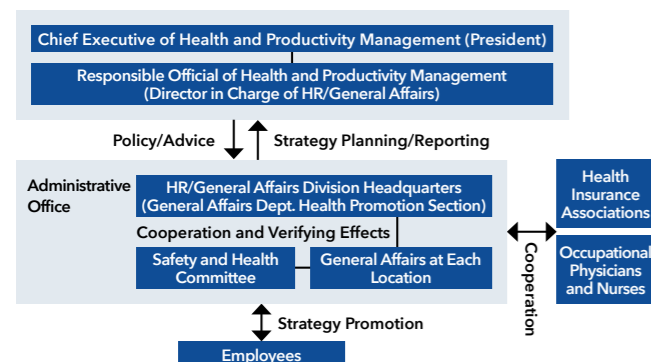 Chief Executive of Health and Productivity Management (President)
Responsible Official of Health and Productivity Management
(Director in Charge of HR/General Affairs)
Policy/Advice
Strategy Planning/Reporting
Administrative
Office
HR/General Affairs Division Headquarters
(General Affairs Dept. Health Promotion Section)
Cooperation and Verifying Effects
Safety and Health
Committee
General Affairs at Each
Location
Cooperation
Health
Insurance
Associations
Occupational
Physicians
and Nurses
Strategy Promotion
Employees